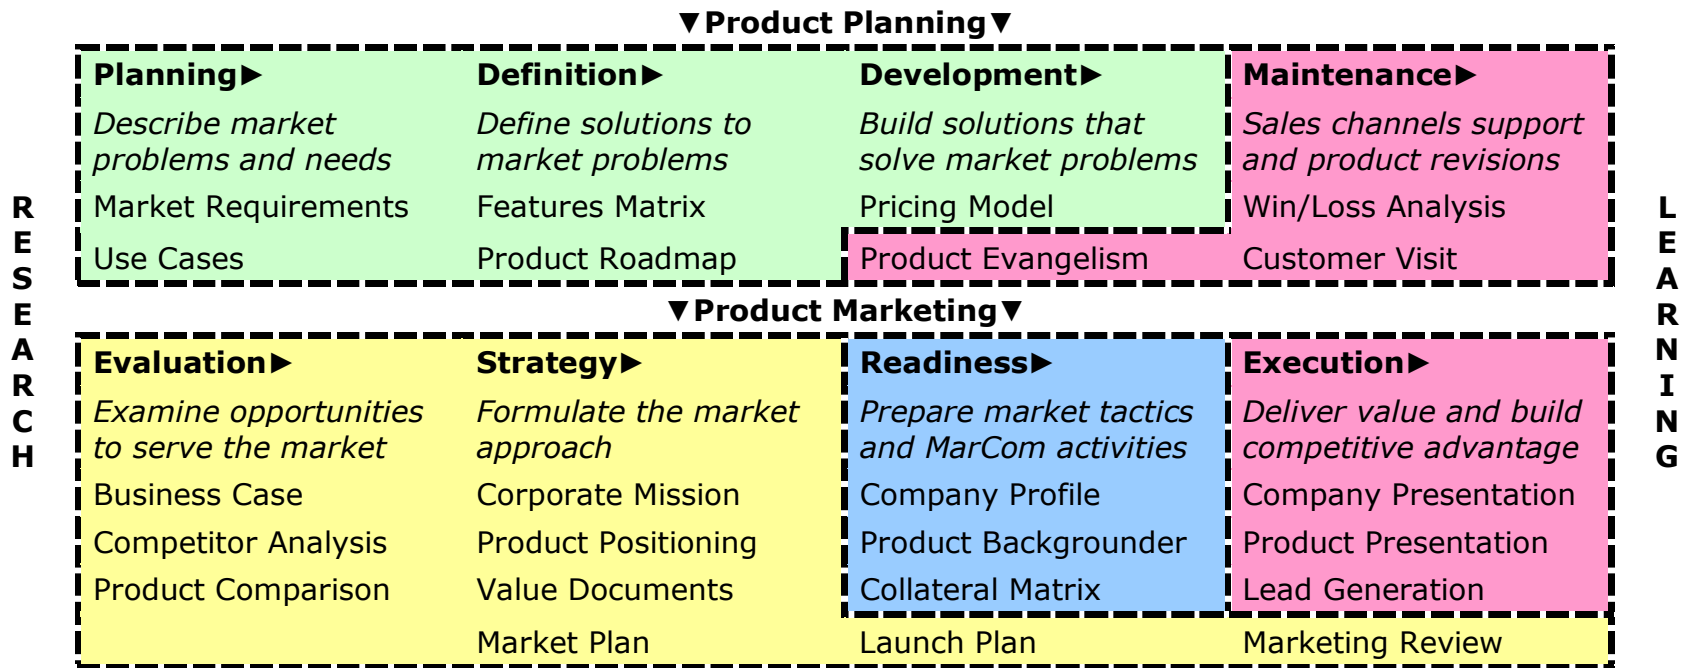 ▼Product Planning▼
Planning►
Describe market
problems and needs
Market Requirements
Use Cases
Definition►
Define solutions to
market problems
Features Matrix
Product Roadmap
Development►
Build solutions that
solve market problems
Pricing Model
Product Evangelism
Maintenance►
Sales channels support
and product revisions
Win/Loss Analysis
Customer Visit
RESEARCH
LEARNING
▼Product Marketing▼
Evaluation►
Examine opportunities
to serve the market
Business Case
Competitor Analysis
Product Comparison
Strategy►
Formulate the market
approach
Corporate Mission
Product Positioning
Value Documents
Market Plan
Readiness►
Prepare market tactics
and MarCom activities
Company Profile
Product Backgrounder
Collateral Matrix
Launch Plan
Execution►
Deliver value and build
competitive advantage
Company Presentation
Product Presentation
Lead Generation
Marketing Review